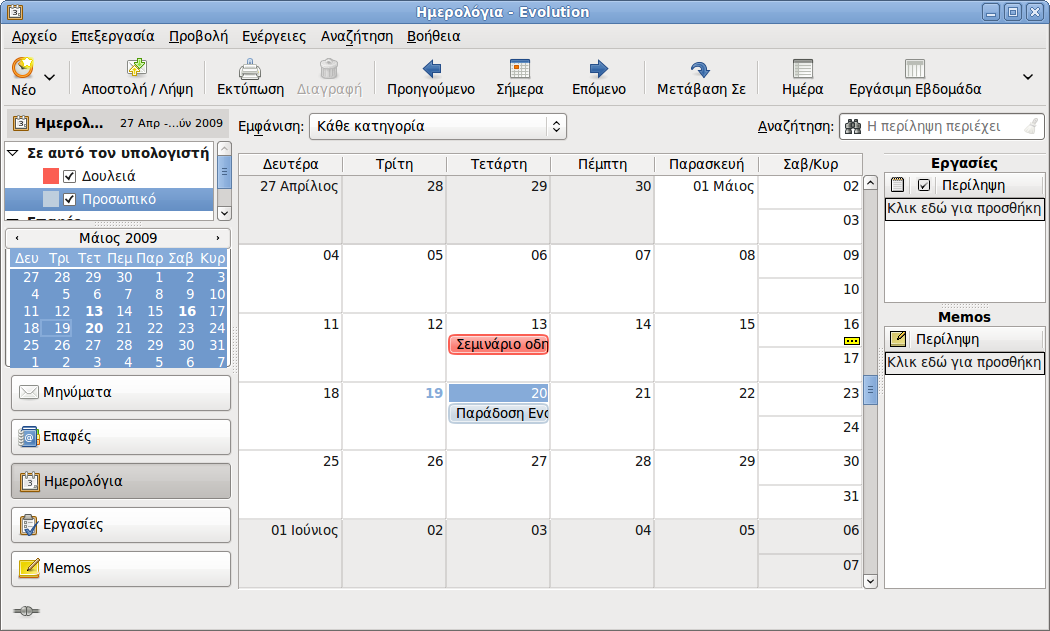 Ημερολόγια - Evolution
Αρχείο Επεξεργασία Προβολή Ενέργειες Αναζήτηση Βοήθεια
Νέο Αποστολή / Λήψη Εκτύπωση Διαγραφή Προηγούμενο Σήμερα Επόμενο Μετάβαση Σε Ημέρα Εργάσιμη Εβδομάδα
Ημερολ... 27 Απρ -...ύν 2009
Εμφάνιση: Κάθε κατηγορία Αναζήτηση: Η περίληψη περιέχει
Σε αυτό τον υπολογιστή
Δουλειά
Προσωπικό
Μάιος 2009
Δευ Τρι Τετ Πεμ Παρ Σαβ Κυρ
27 28 29 30 1 2 3
4 5 6 7 8 9 10
11 12 13 14 15 16 17
18 19 20 21 22 23 24
25 26 27 28 29 30 31
1 2 3 4 5 6 7
Μηνύματα
Επαφές
Ημερολόγια
Εργασίες
Memos
Δευτέρα Τρίτη Τετάρτη Πέμπτη Παρασκευή Σαβ/Κυρ
27 Απρίλιος 28 29 30 01 Μάιος 02
03
04 05 06 07 08 09
10
11 12 13 14 15 16
Σεμινάριο οδη
17
18 19 20 21 22 23
Παράδοση Evo
24
25 26 27 28 29 30
31
01 Ιούνιος 02 03 04 05 06
07
Εργασίες
Περίληψη
Κλικ εδώ για προσθήκη
Memos
Περίληψη
Κλικ εδώ για προσθήκη